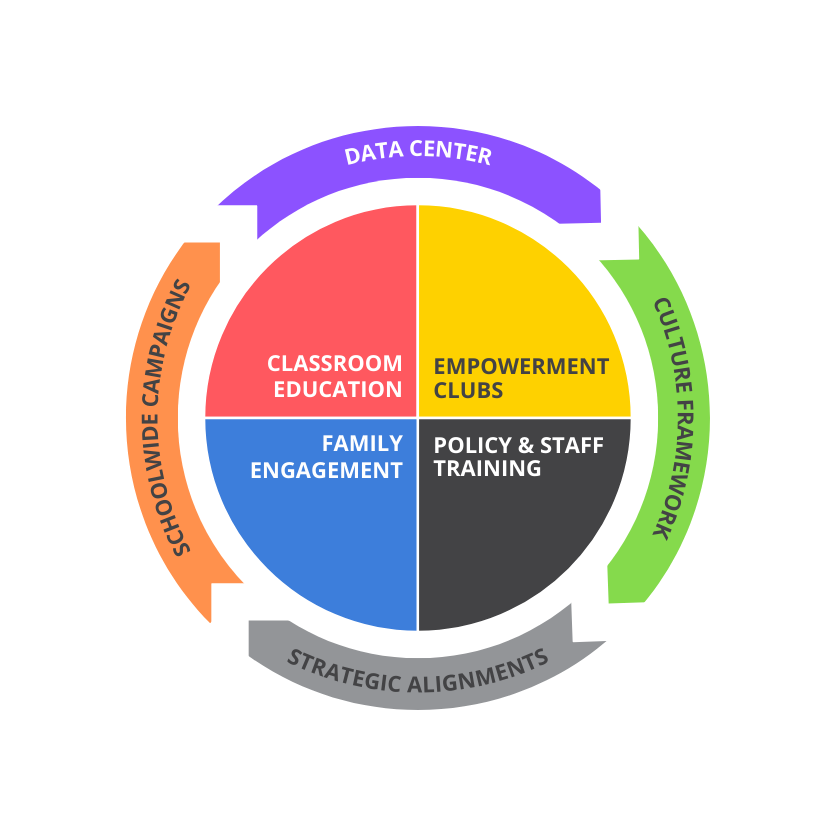 DATA CENTER
CULTURE FRAMEWORK
STRATEGIC ALIGNMENTS
SCHOOLWIDE CAMPAIGNS
CLASSROOM
EDUCATION
EMPOWERMENT
CLUBS
FAMILY
ENGAGEMENT
POLICY & STAFF
TRAINING